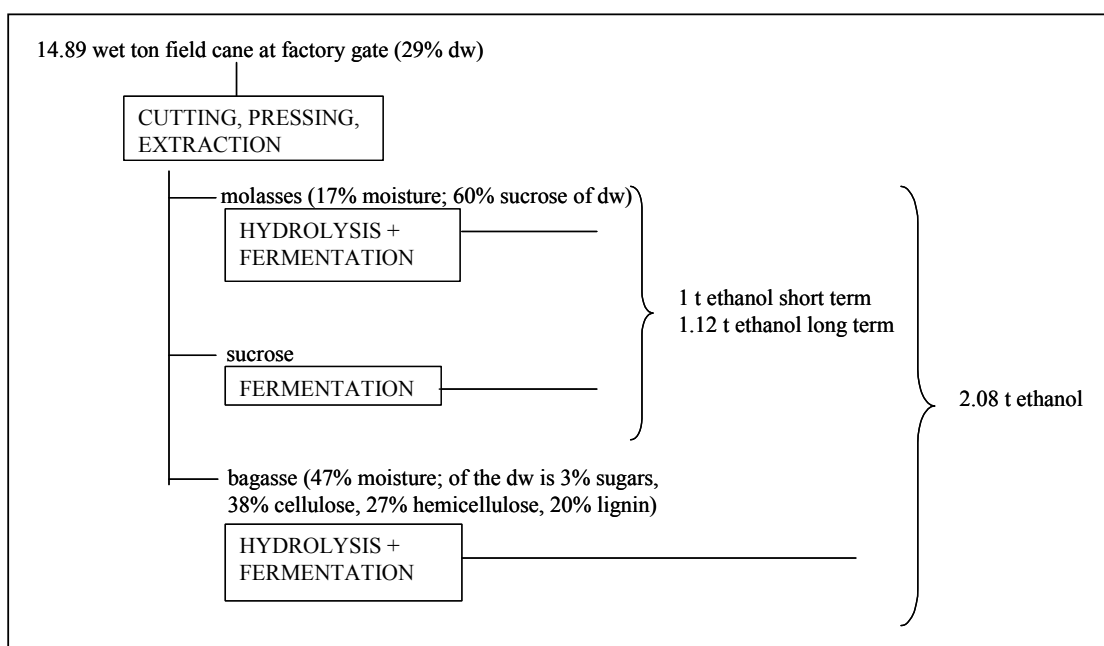 14.89 wet ton field cane at factory gate (29% dw)
CUTTING, PRESSING,
EXTRACTION
molasses (17% moisture; 60% sucrose of dw)
HYDROLYSIS +
FERMENTATION
1 t ethanol short term
1.12 t ethanol long term
sucrose
FERMENTATION
2.08 t ethanol
bagasse (47% moisture; of the dw is 3% sugars,
38% cellulose, 27% hemicellulose, 20% lignin)
HYDROLYSIS +
FERMENTATION